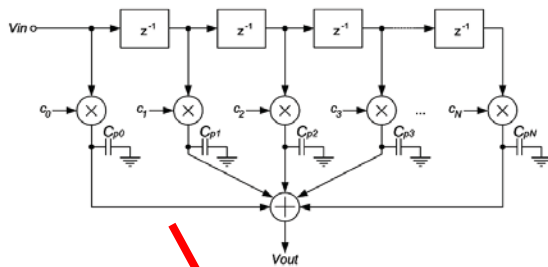 Vin z⁻¹ z⁻¹ z⁻¹ z⁻¹
c₀ × c₁ × c₂ × c₃ × ... c_N ×
C_p0 C_p1 C_p2 C_p3 C_pN
+
Vout